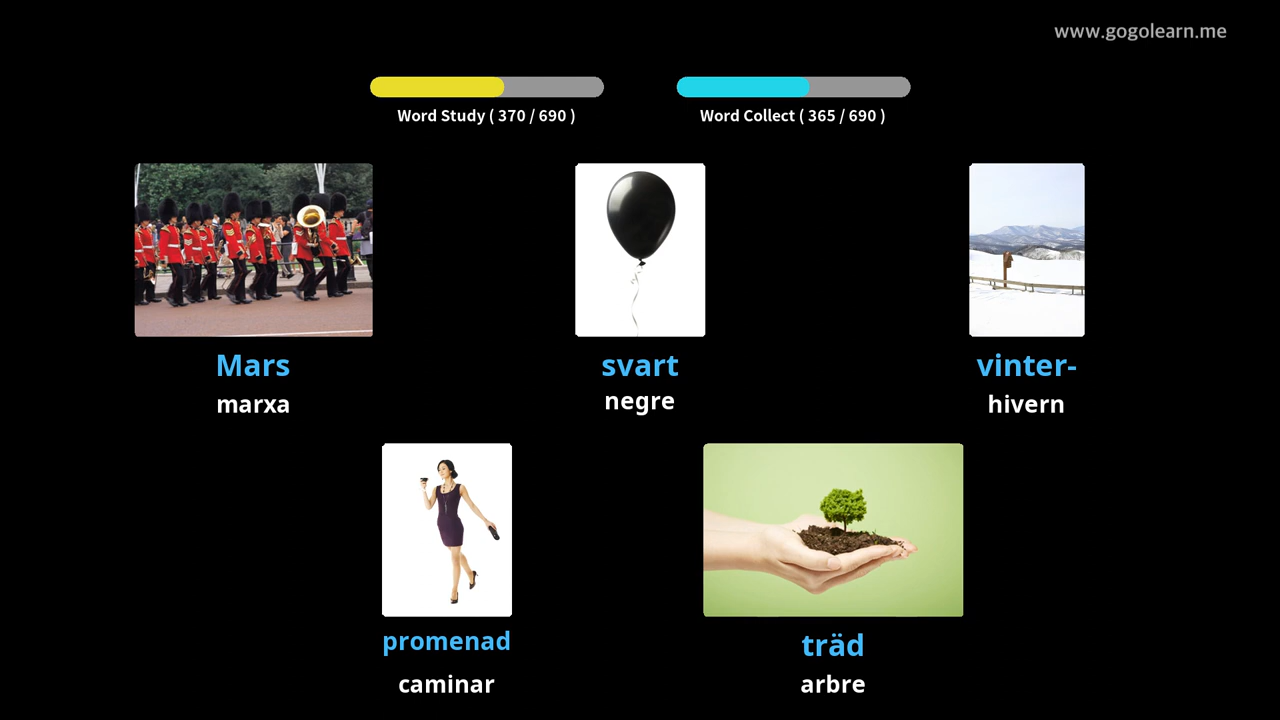 www.gogolearn.me
Word Study ( 370 / 690 )
Word Collect ( 365 / 690 )
Mars
marxa
svart
negre
vinter-
hivern
promenad
caminar
träd
arbre